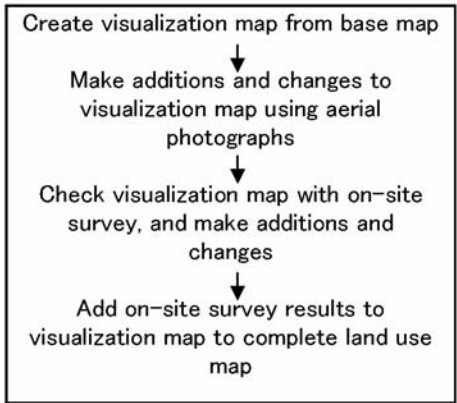 Create visualization map from base map
Make additions and changes to
visualization map using aerial
photographs
Check visualization map with on-site
survey, and make additions and
changes
Add on-site survey results to
visualization map to complete land use
map